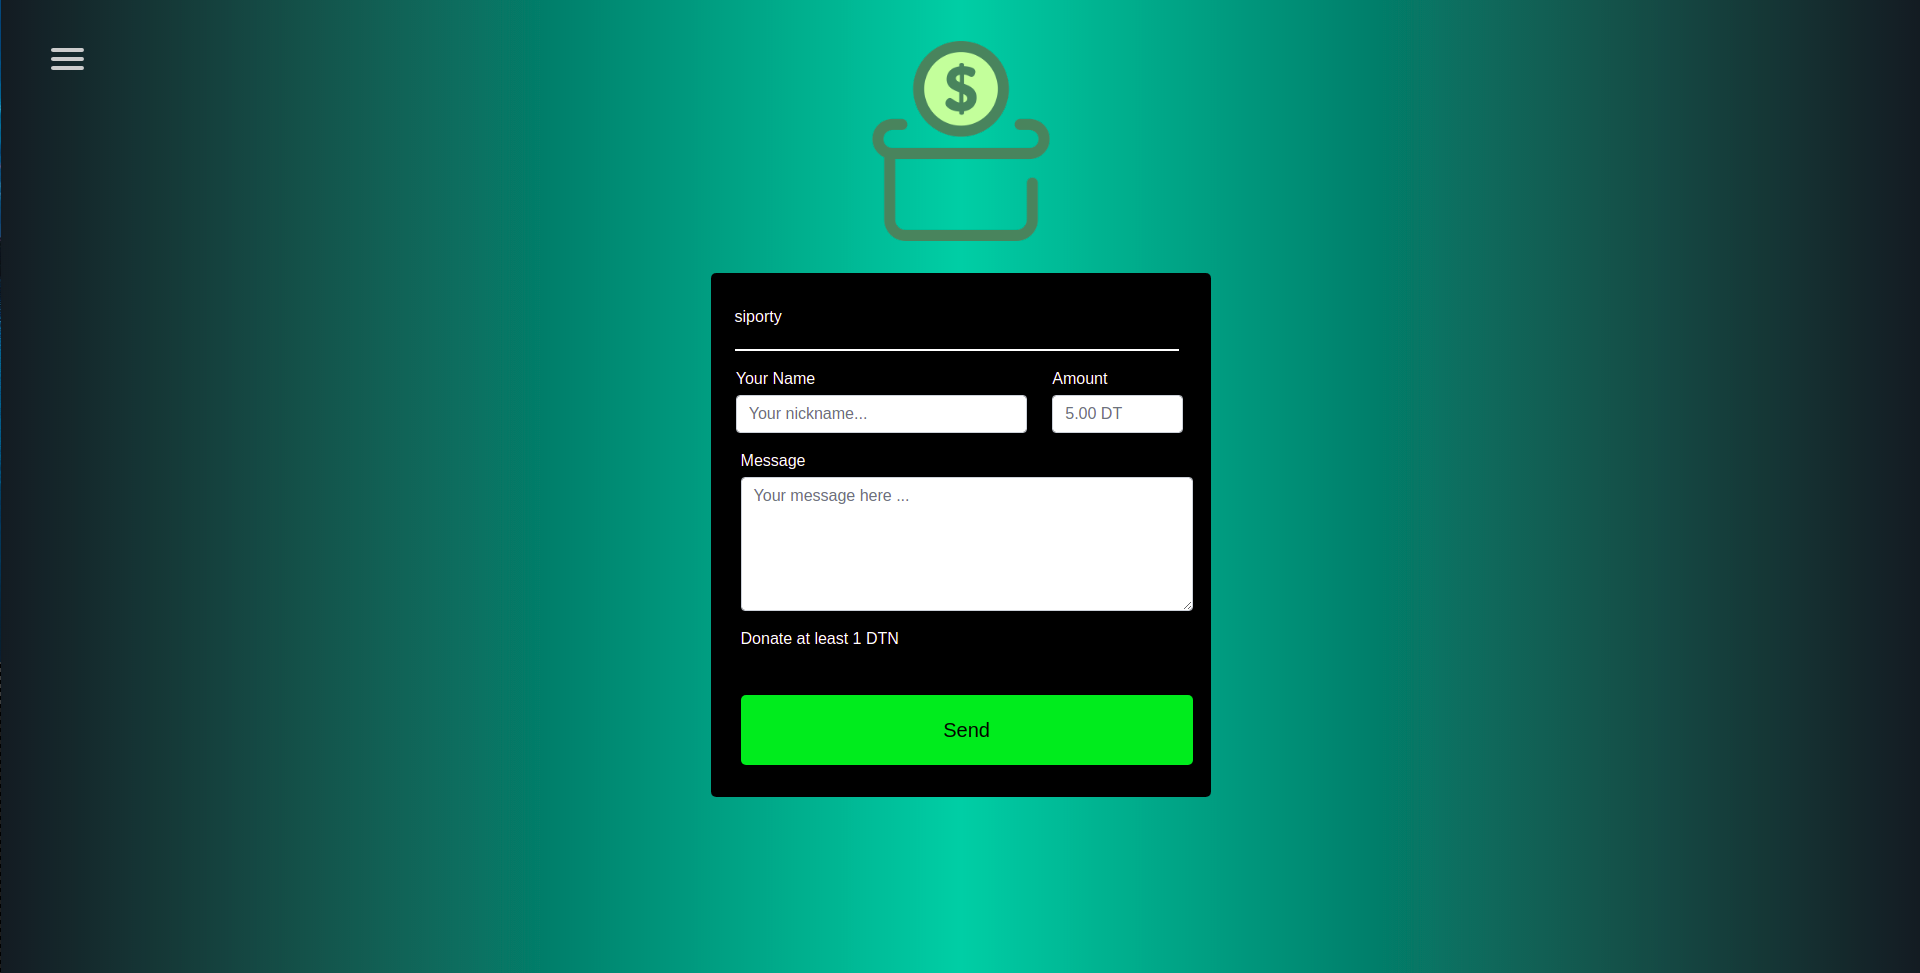 $
siporty
Your Name
Amount
Your nickname...
5.00 DT
Message
Your message here ...
Donate at least 1 DTN
Send